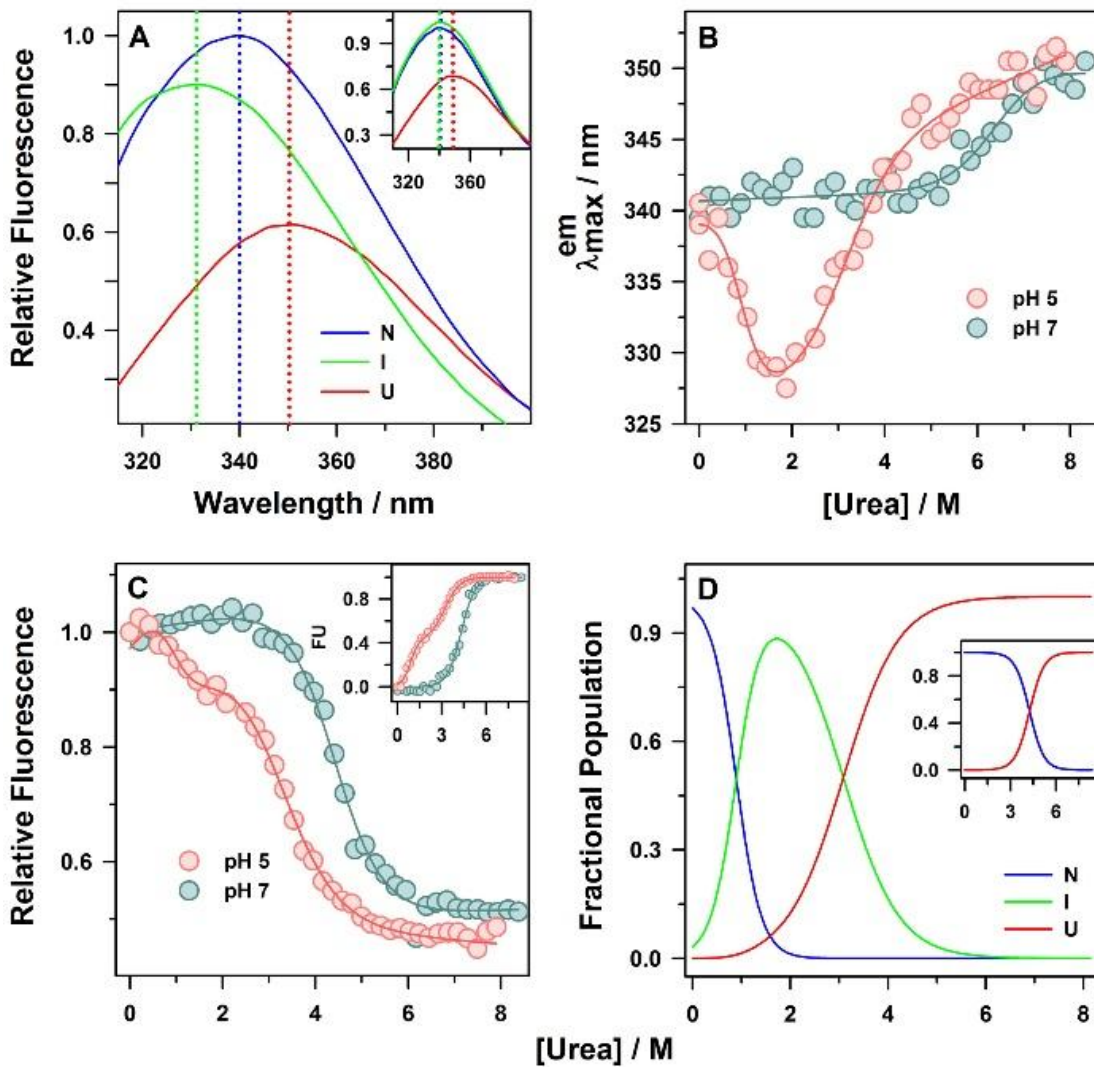 A
Relative Fluorescence
1.0
0.8
0.6
0.4
320
340
360
380
Wavelength / nm
N
I
U
0.9
0.6
0.3
320
360
B
λ em max / nm
350
345
340
335
330
325
0
2
4
6
8
[Urea] / M
pH 5
pH 7
C
Relative Fluorescence
1.0
0.8
0.6
0
2
4
6
8
pH 5
pH 7
FU
0.8
0.4
0.0
0
3
6
D
Fractional Population
0.9
0.6
0.3
0.0
0
2
4
6
8
N
I
U
0.8
0.4
0.0
0
3
6
[Urea] / M